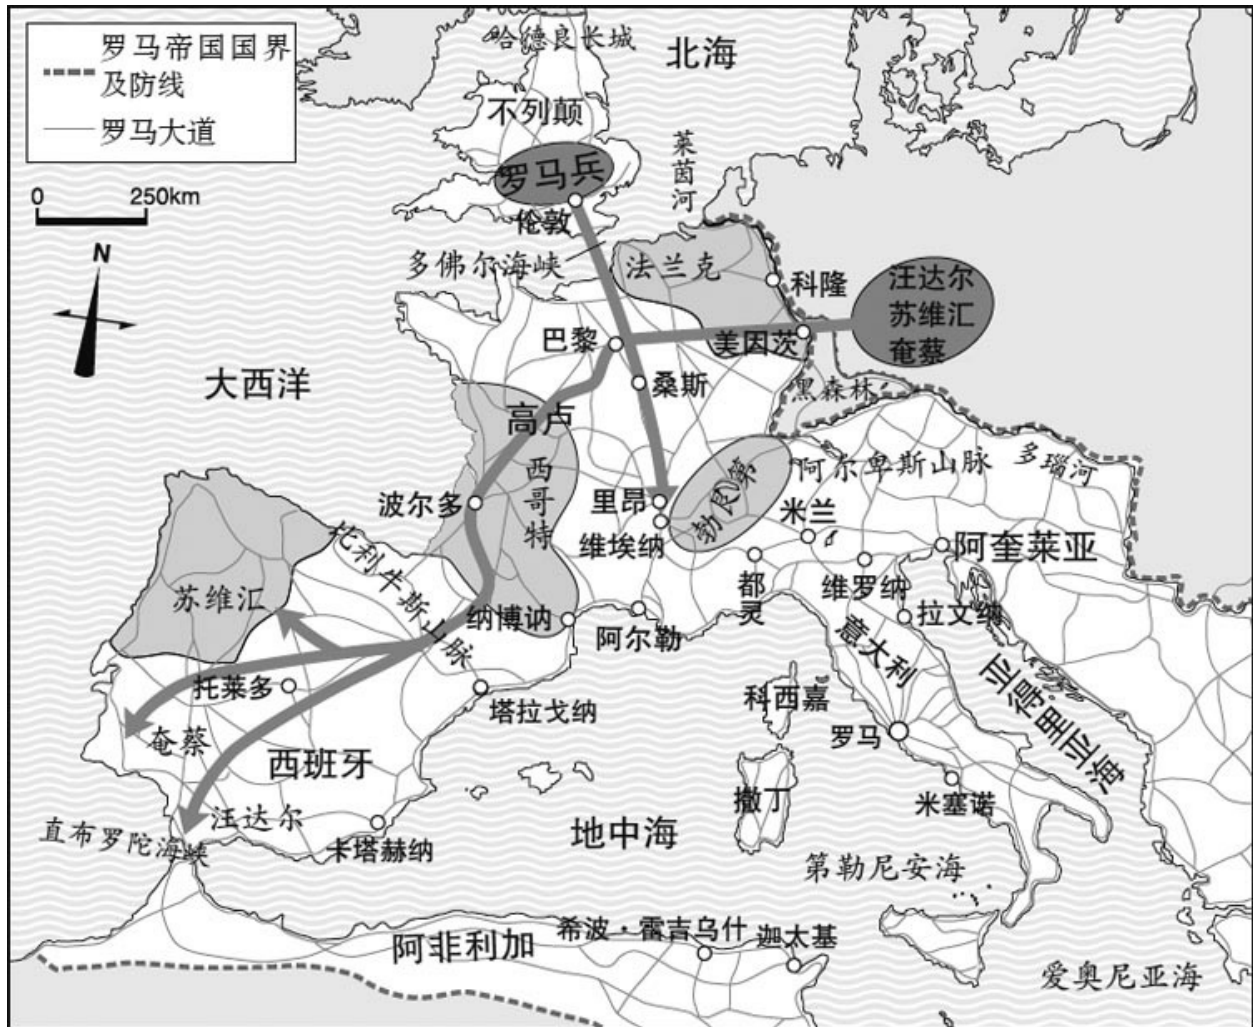 罗马帝国国界
及防线
罗马大道
0
250km
N
哈德良长城
北海
不列颠
罗马兵
伦敦
莱茵河
多佛尔海峡
法兰克
科隆
汪达尔
苏维汇
奄蔡
巴黎
美因茨
桑斯
黑森林
大西洋
高卢
西哥特
阿尔卑斯山脉
多瑙河
波尔多
里昂
维埃纳
勃艮第
米兰
阿奎莱亚
比利牛斯山脉
都灵
维罗纳
拉文纳
苏维汇
纳博讷
阿尔勒
意大利
托莱多
塔拉戈纳
科西嘉
罗马
亚得里亚海
奄蔡
西班牙
撒丁
米塞诺
汪达尔
直布罗陀海峡
卡塔赫纳
地中海
第勒尼安海
阿非利加
希波·雷吉乌什
迦太基
爱奥尼亚海